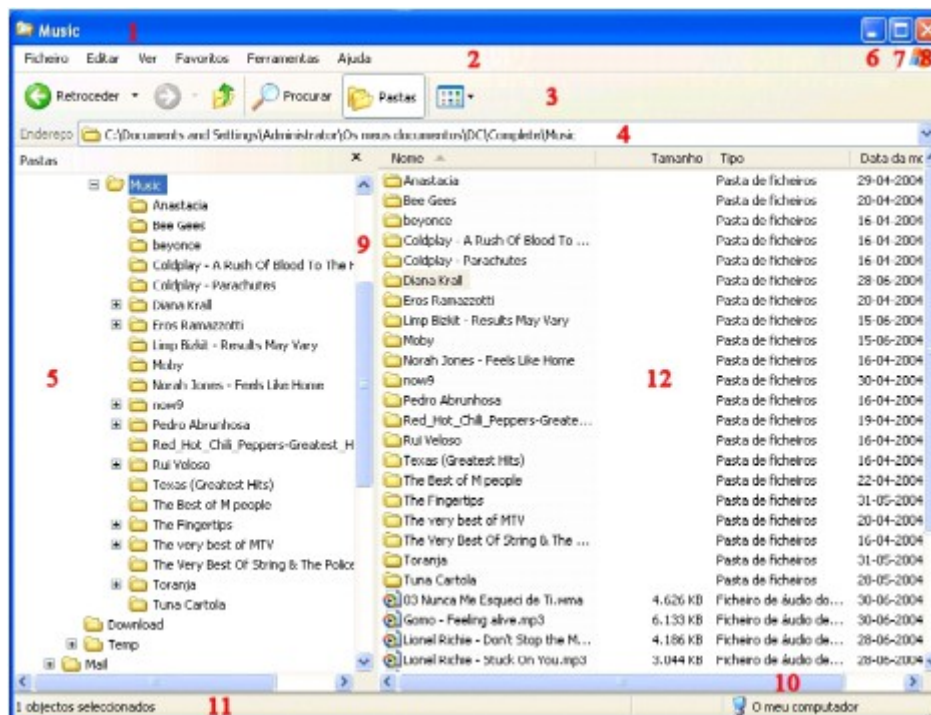 Music 1
Ficheiro Editar Ver Favoritos Ferramentas Ajuda 2 6 7 8
Retroceder Procurar Pastas 3
Endereço C:\Documents and Settings\Administrator\Os meus documentos\DC\Complete\Music 4
Pastas x
Music
Anastacia
Bee Gees
beyonce
9
Coldplay - A Rush Of Blood To The
Coldplay - Parachutes
Diana Krall
Eros Ramazzotti
Limp Bizkit - Results May Vary
Moby
5
Norah Jones - Feels Like Home
now9
Pedro Abrunhosa
Red_Hot_Chili_Peppers-Greatest_H
Rui Veloso
Texas (Greatest Hits)
The Best of M people
The Fingertips
The very best of MTV
The Very Best Of String & The Police
Toranja
Tuna Cartola
Download
Temp
Mail
Nome Tamanho Tipo Data da mo
Anastacia Pasta de ficheiros 29-04-2004
Bee Gees Pasta de ficheiros 20-04-2004
beyonce Pasta de ficheiros 16-04-2004
Coldplay - A Rush Of Blood To ... Pasta de ficheiros 16-04-2004
Coldplay - Parachutes Pasta de ficheiros 16-04-2004
Diana Krall Pasta de ficheiros 28-06-2004
Eros Ramazzotti Pasta de ficheiros 20-04-2004
Limp Bizkit - Results May Vary Pasta de ficheiros 15-06-2004
Moby Pasta de ficheiros 15-06-2004
Norah Jones - Feels Like Home Pasta de ficheiros 16-04-2004
now9 12 Pasta de ficheiros 30-04-2004
Pedro Abrunhosa Pasta de ficheiros 16-04-2004
Red_Hot_Chili_Peppers-Greate... Pasta de ficheiros 19-04-2004
Rui Veloso Pasta de ficheiros 16-04-2004
Texas (Greatest Hits) Pasta de ficheiros 16-04-2004
The Best of M people Pasta de ficheiros 22-04-2004
The Fingertips Pasta de ficheiros 31-05-2004
The very best of MTV Pasta de ficheiros 20-04-2004
The Very Best Of String & The ... Pasta de ficheiros 16-04-2004
Toranja Pasta de ficheiros 31-05-2004
Tuna Cartola Pasta de ficheiros 28-05-2004
03 Nunca Me Esqueci de Ti.wma 4.626 KB Ficheiro de áudio do... 30-06-2004
Gomo - Feeling alive.mp3 6.133 KB Ficheiro de áudio de... 30-06-2004
Lionel Richie - Don't Stop the M... 4.186 KB Ficheiro de áudio de... 28-06-2004
Lionel Richie - Stuck On You.mp3 3.044 KB Ficheiro de áudio de... 28-06-2004
10
1 objectos seleccionados 11 O meu computador